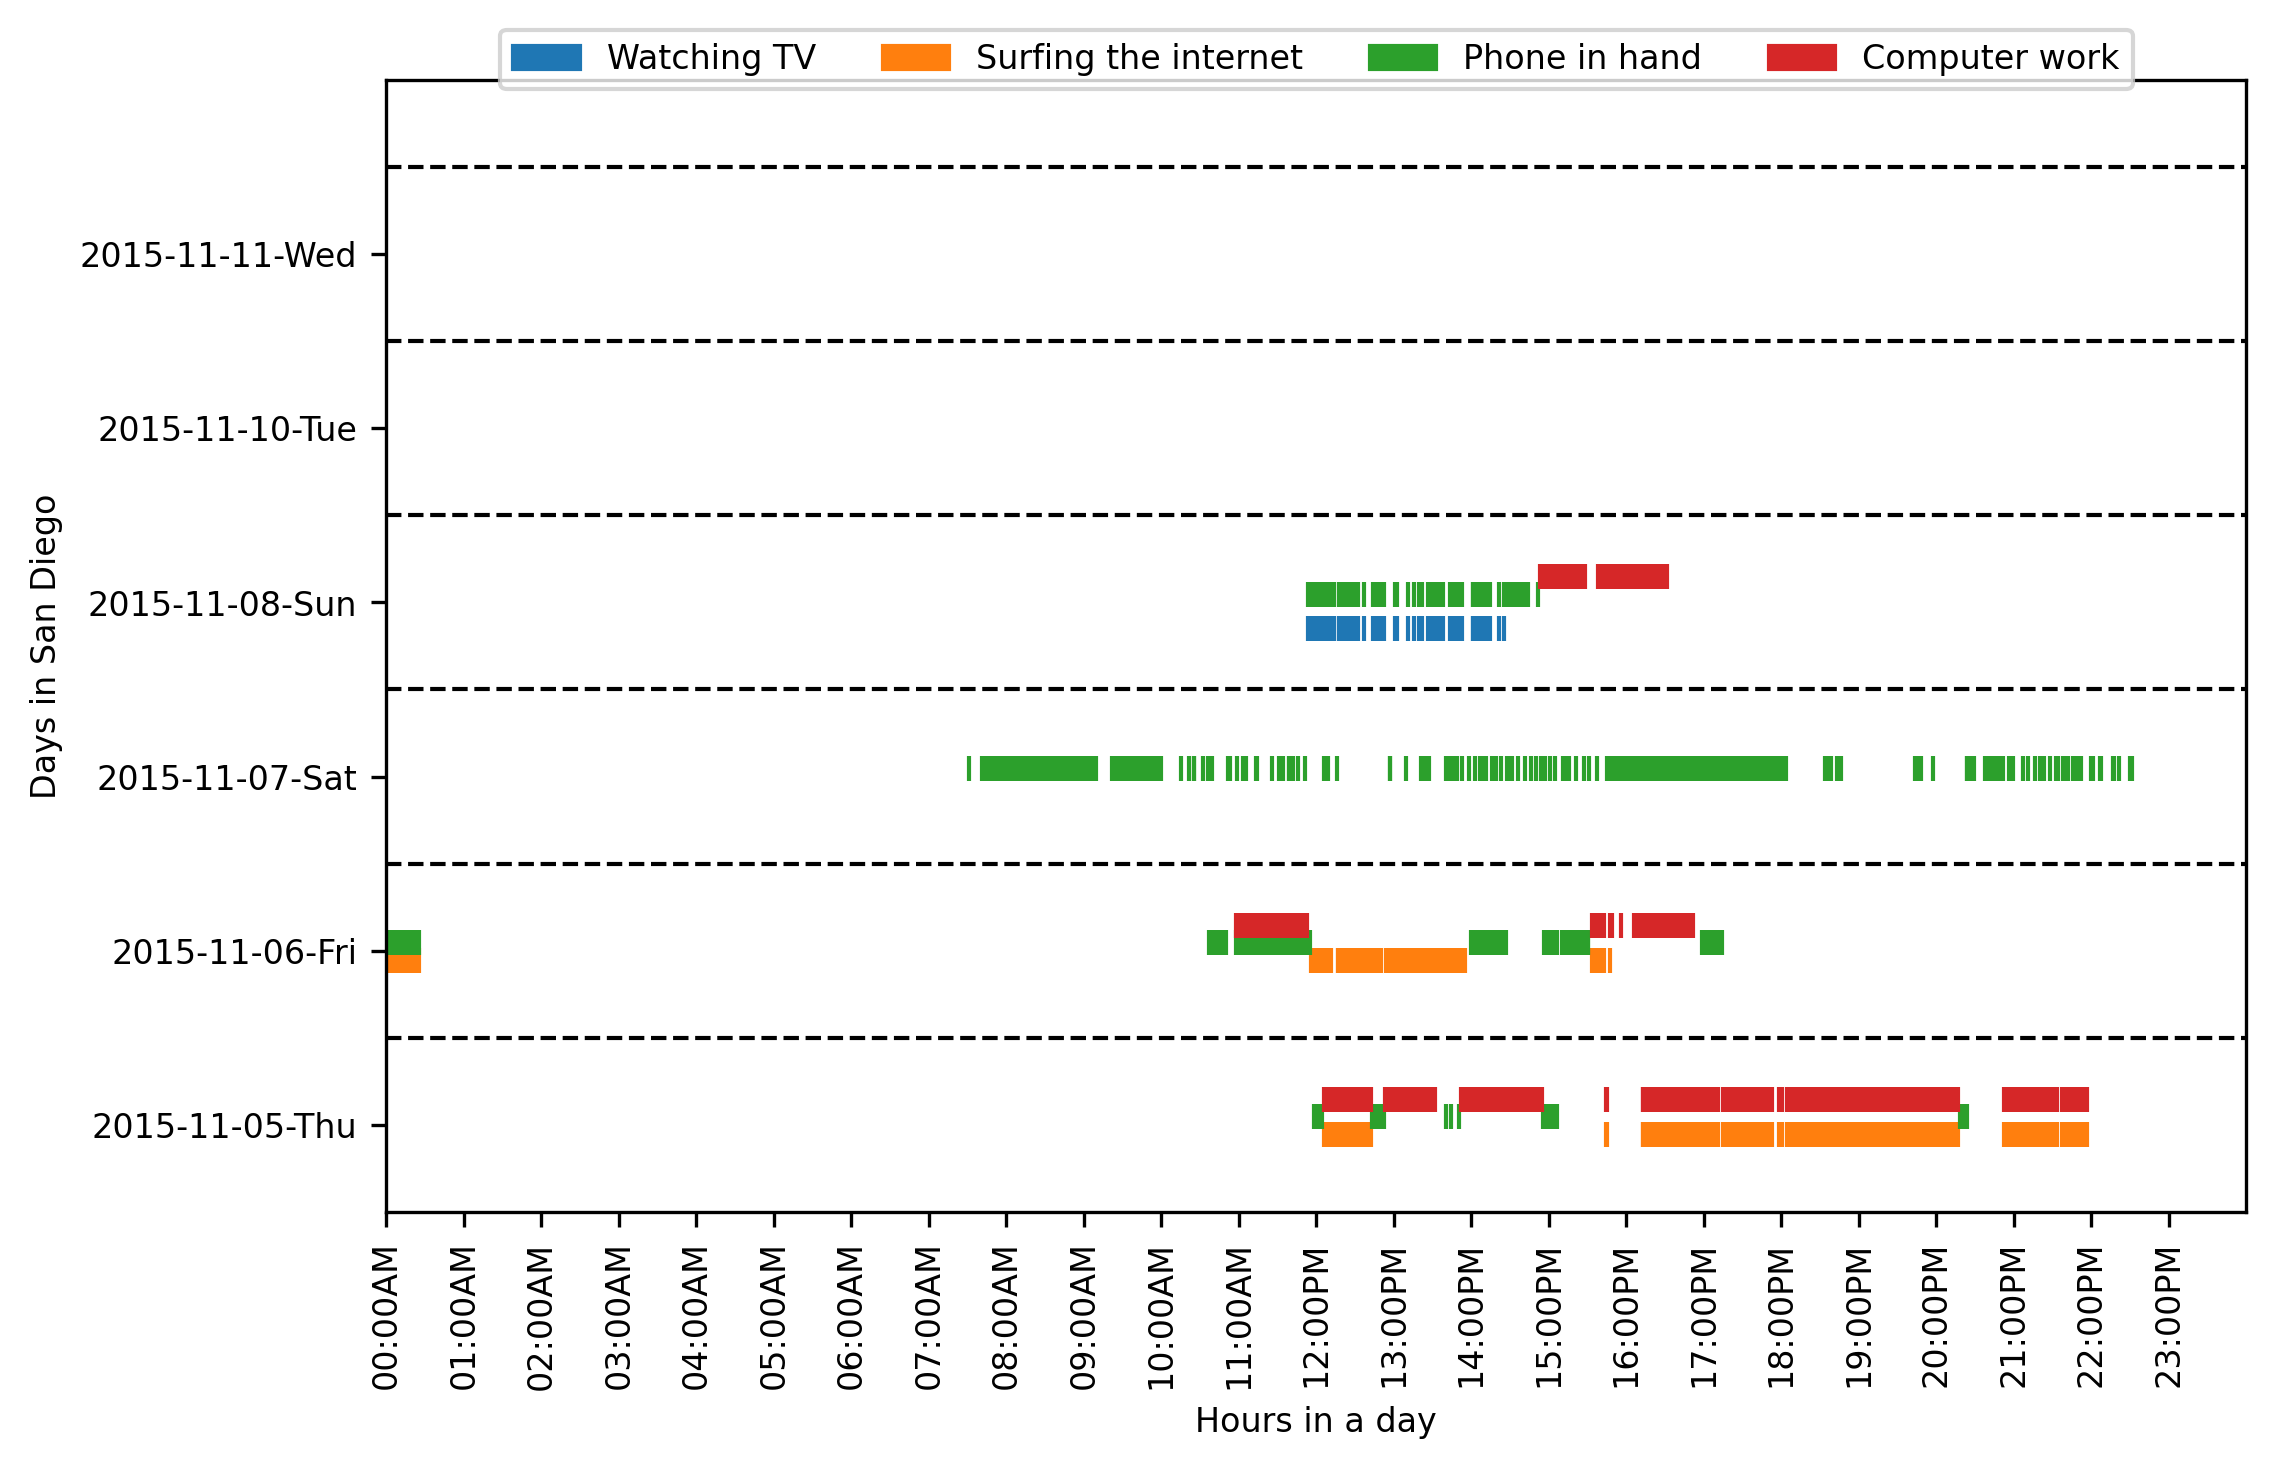 Watching TV
Surfing the internet
Phone in hand
Computer work
Days in San Diego
2015-11-11-Wed
2015-11-10-Tue
2015-11-08-Sun
2015-11-07-Sat
2015-11-06-Fri
2015-11-05-Thu
00:00AM
01:00AM
02:00AM
03:00AM
04:00AM
05:00AM
06:00AM
07:00AM
08:00AM
09:00AM
10:00AM
11:00AM
12:00PM
13:00PM
14:00PM
15:00PM
16:00PM
17:00PM
18:00PM
19:00PM
20:00PM
21:00PM
22:00PM
23:00PM
Hours in a day